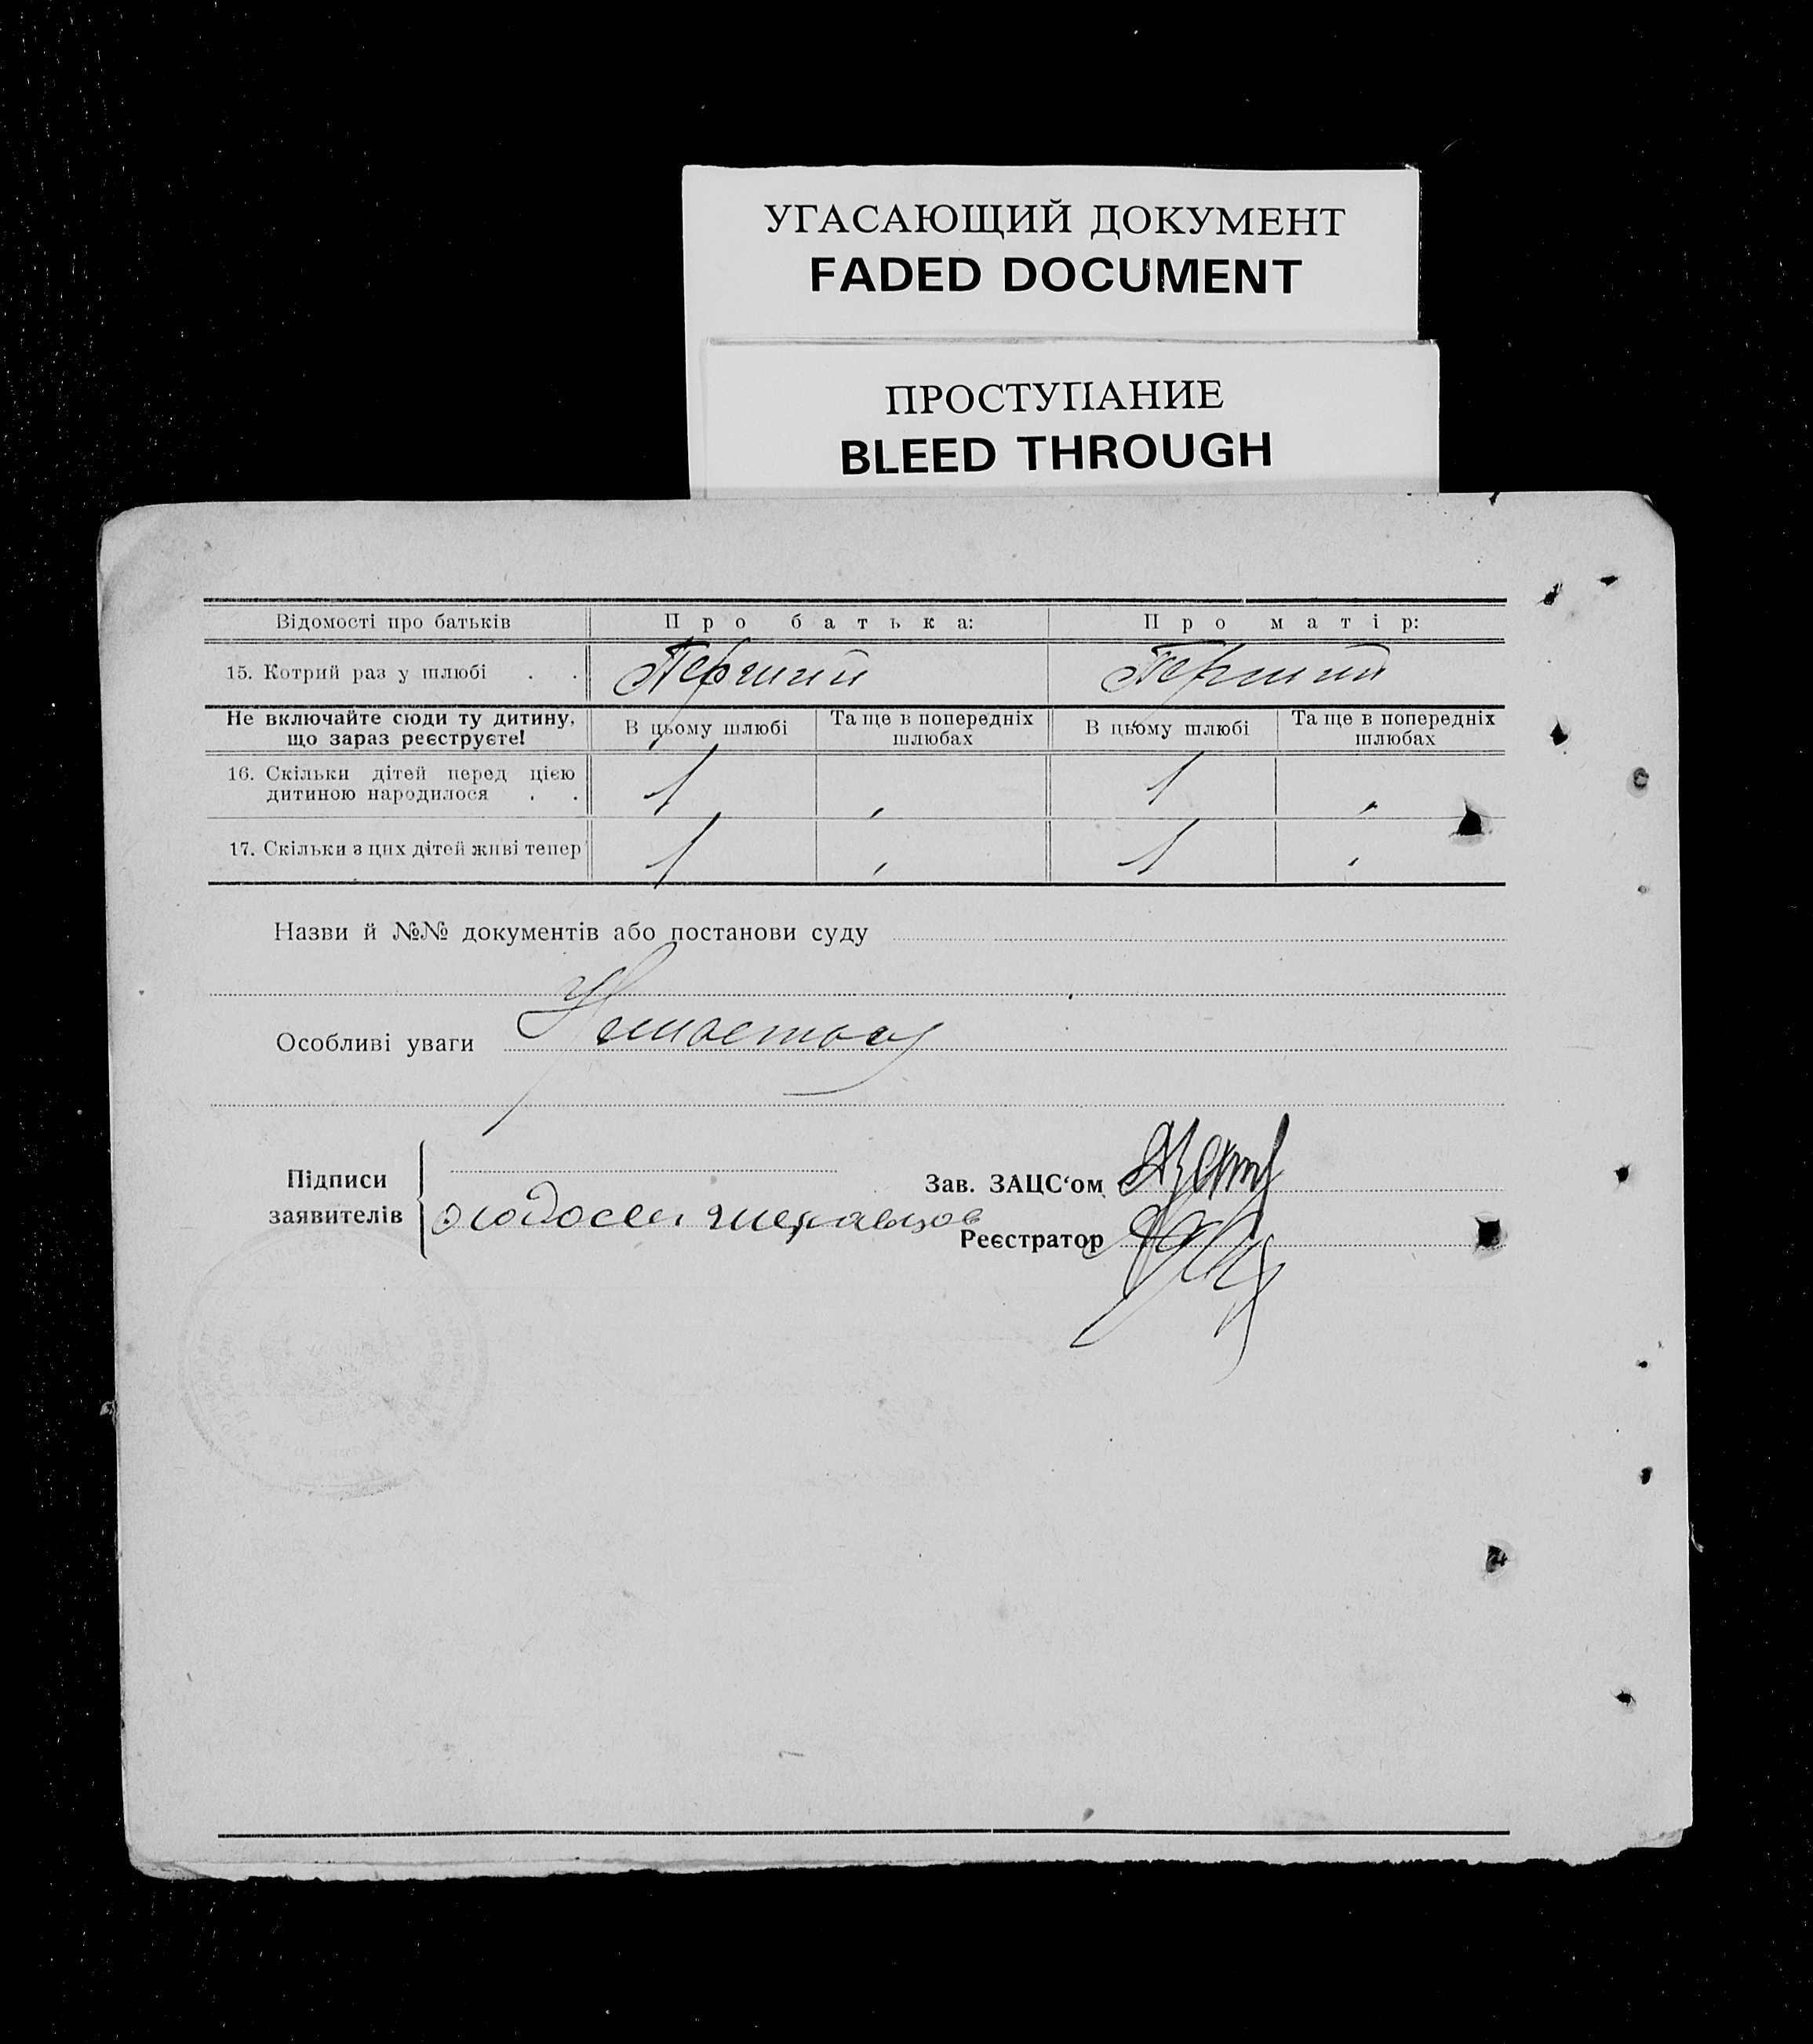 УГАСАЮЩИЙ ДОКУМЕНТ
FADED DOCUMENT
ПРОСТУПАНИЕ
BLEED THROUGH
Відомості про батьків Про батька: Про матір:
15. Котрий раз у шлюбі . . Перший Перший
Не включайте сюди ту дитину, що зараз реєструєте! В цьому шлюбі Та ще в попередніх шлюбах В цьому шлюбі Та ще в попередніх шлюбах
16. Скільки дітей перед цією
дитиною народилося . . 1 1
17. Скільки з цих дітей живі тепер 1 1
Назви й №№ документів або постанови суду
Особливі уваги
Підписи заявителів
Зав. ЗАЦС‘ом
Реєстратор